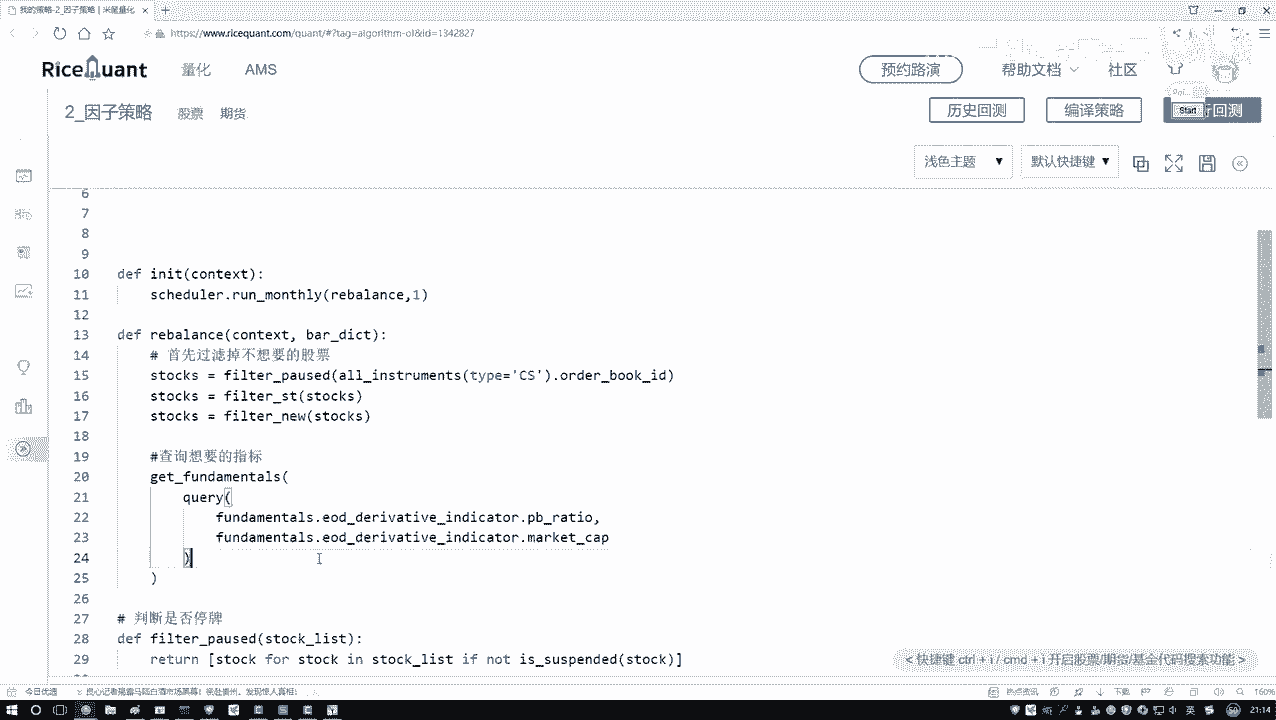 我的策略-2_因子策略 | 米筐量化
https://www.ricequant.com/quant/#?tag=algorithm-ol&id=1342827
RiceQuant 量化 AMS 预约路演 帮助文档 社区
2_因子策略 股票 期货 历史回测 编译策略 Start 回测
浅色主题 默认快捷键
6
7
8
9
10 def init(context):
11 scheduler.run_monthly(rebalance,1)
12
13 def rebalance(context, bar_dict):
14 # 首先过滤掉不想要的股票
15 stocks = filter_paused(all_instruments(type='CS').order_book_id)
16 stocks = filter_st(stocks)
17 stocks = filter_new(stocks)
18
19 #查询想要的指标
20 get_fundamentals(
21 query(
22 fundamentals.eod_derivative_indicator.pb_ratio,
23 fundamentals.eod_derivative_indicator.market_cap
24 )
25 )
26
27 # 判断是否停牌
28 def filter_paused(stock_list):
29 return [stock for stock in stock_list if not is_suspended(stock)]
< 快捷键 ctrl + i / cmd + i 开启股票/期货/基金代码搜索功能 >
今日优选 热点资讯 下载 160%
英 21:14